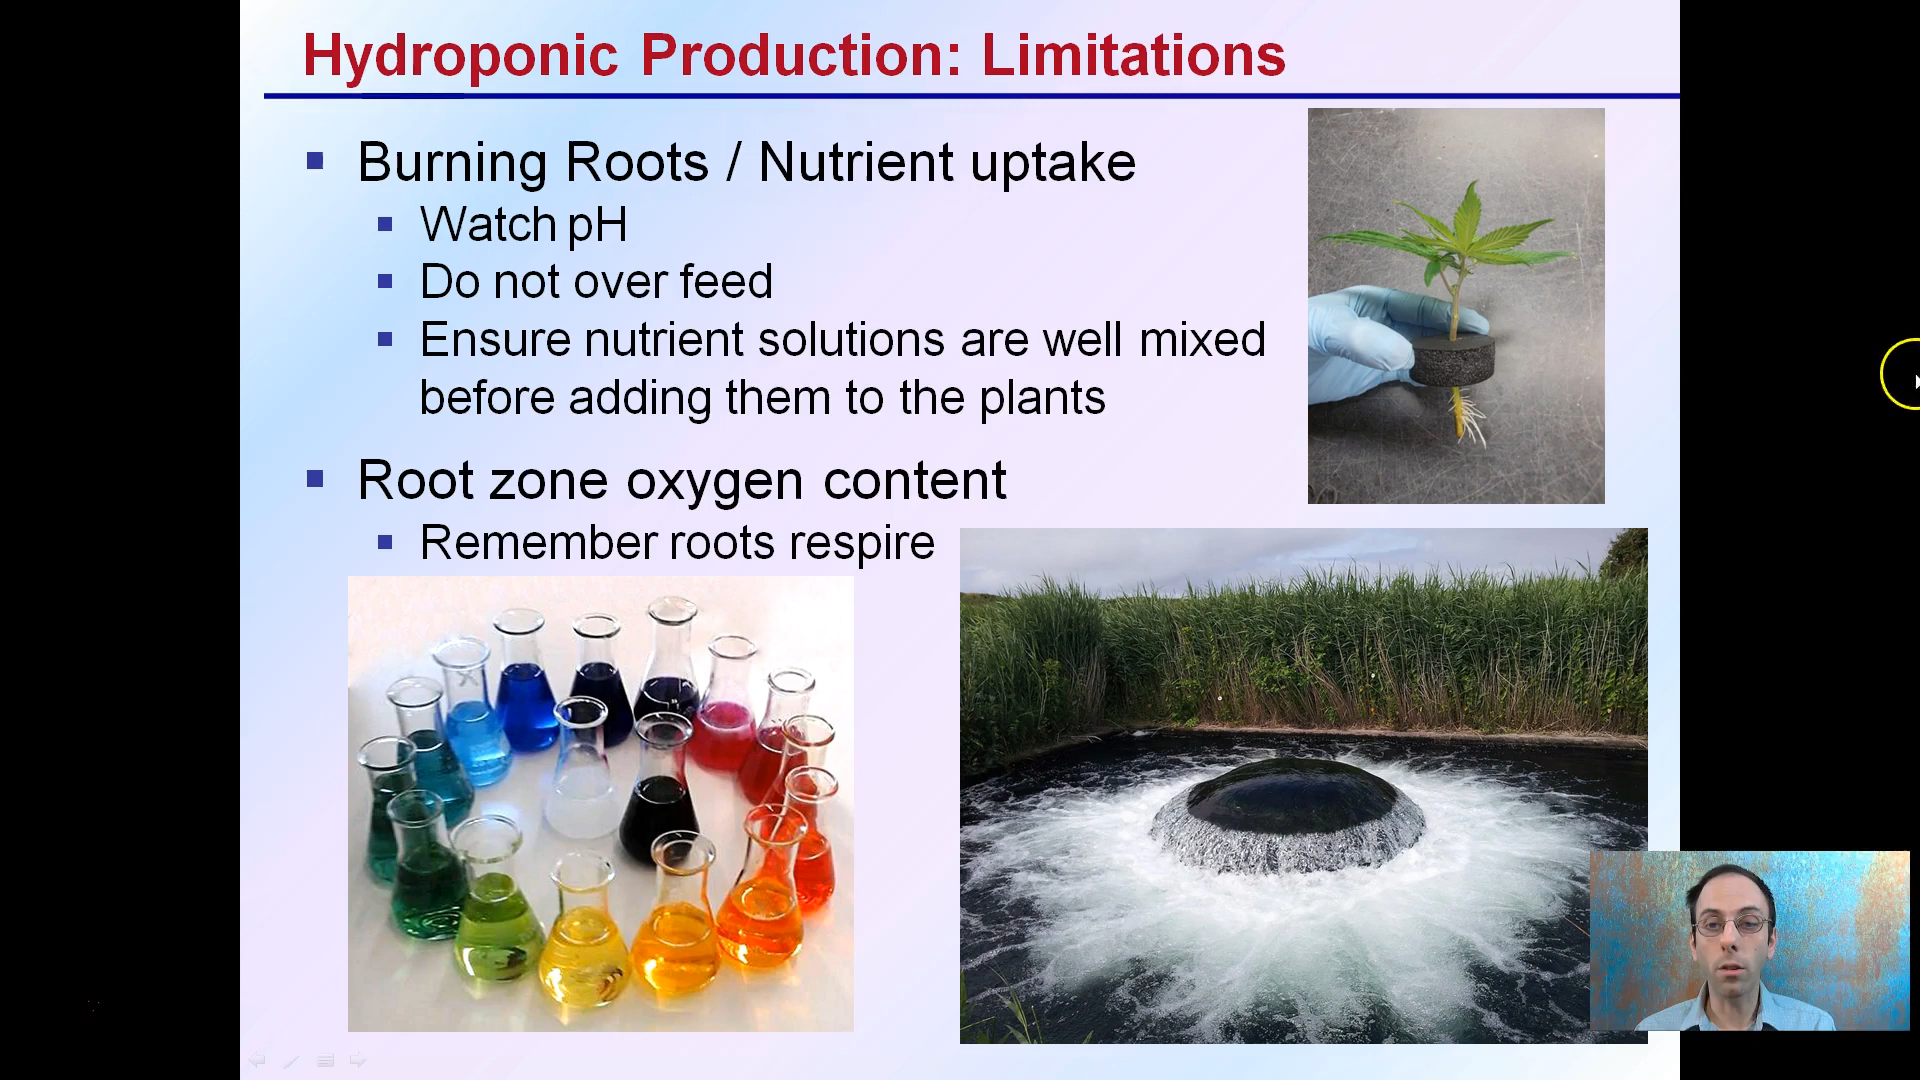 Hydroponic Production: Limitations
Burning Roots / Nutrient uptake
Watch pH
Do not over feed
Ensure nutrient solutions are well mixed
before adding them to the plants
Root zone oxygen content
Remember roots respire